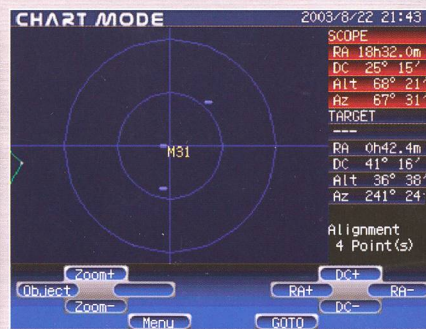 CHART MODE 2003/8/22 21:43
SCOPE
RA 18h32.0m
DC 25° 15′
Alt 68° 21′
Az 67° 31′
TARGET
---
RA 0h42.4m
DC 41° 16′
Alt 36° 38′
Az 241° 24′
M31
Alignment
4 Point(s)
Zoom+ DC+
Object RA+ RA-
Zoom- DC-
Menu GOTO